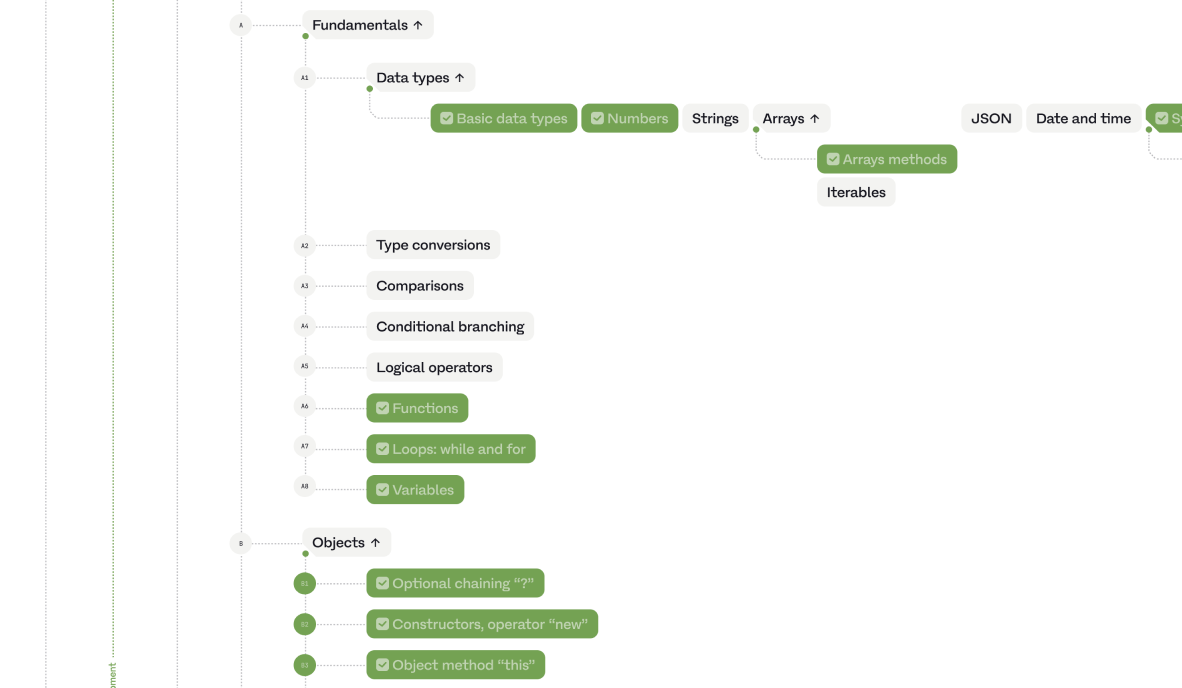 A
Fundamentals ↑
A1
Data types ↑
Basic data types
Numbers
Strings
Arrays ↑
JSON
Date and time
Arrays methods
Iterables
A2
Type conversions
A3
Comparisons
A4
Conditional branching
A5
Logical operators
A6
Functions
A7
Loops: while and for
A8
Variables
B
Objects ↑
B1
Optional chaining “?”
B2
Constructors, operator “new”
B3
Object method “this”